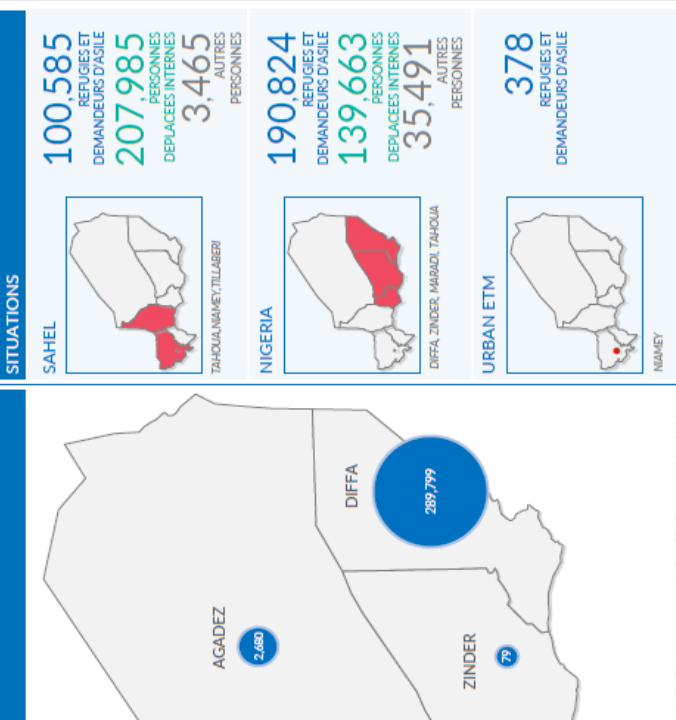 SITUATIONS
SAHEL
100,585
REFUGIES ET
DEMANDEURS D'ASILE
207,985
PERSONNES
DEPLACEES INTERNES
3,465
AUTRES
PERSONNES
TAHOUA,NIAMEY,TILLABERI
NIGERIA
190,824
REFUGIES ET
DEMANDEURS D'ASILE
139,663
PERSONNES
DEPLACEES INTERNES
35,491
AUTRES
PERSONNES
DIFFA, ZINDER, MARADI, TAHOUA
URBAN ETM
378
REFUGIES ET
DEMANDEURS D'ASILE
NIAMEY
AGADEZ
2,680
DIFFA
289,799
ZINDER
79